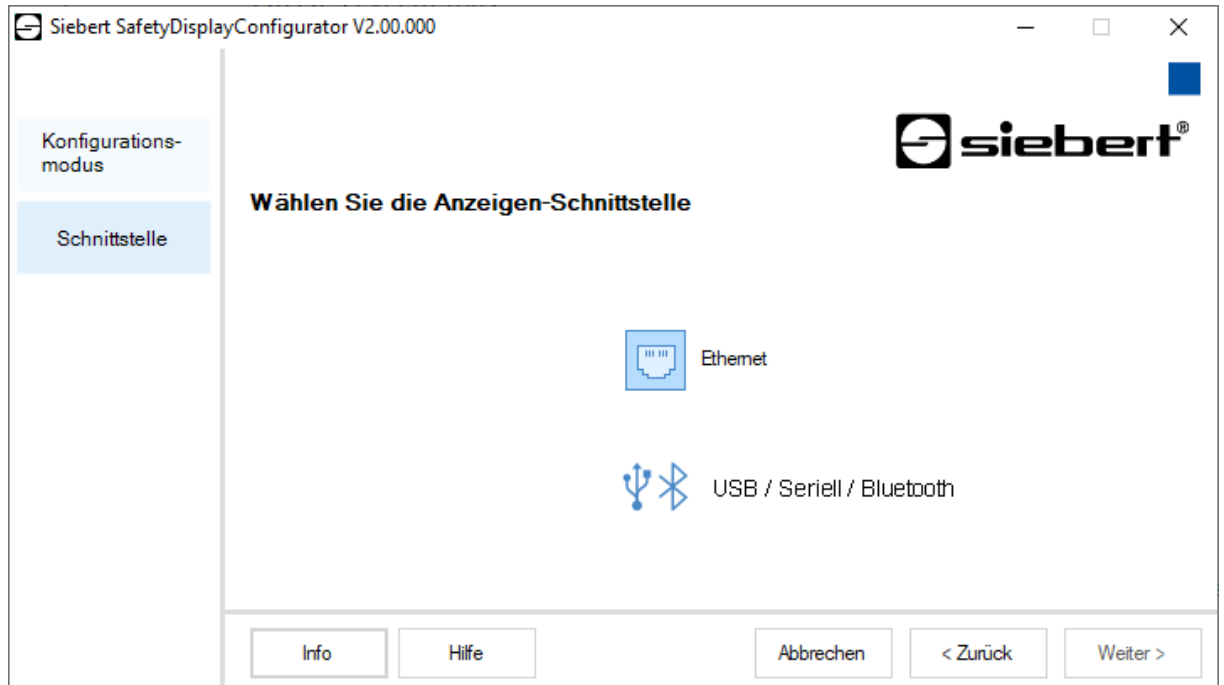 Siebert SafetyDisplayConfigurator V2.00.000
siebert®
Konfigurations-
modus
Schnittstelle
Wählen Sie die Anzeigen-Schnittstelle
Ethernet
USB / Seriell / Bluetooth
Info
Hilfe
Abbrechen
< Zurück
Weiter >